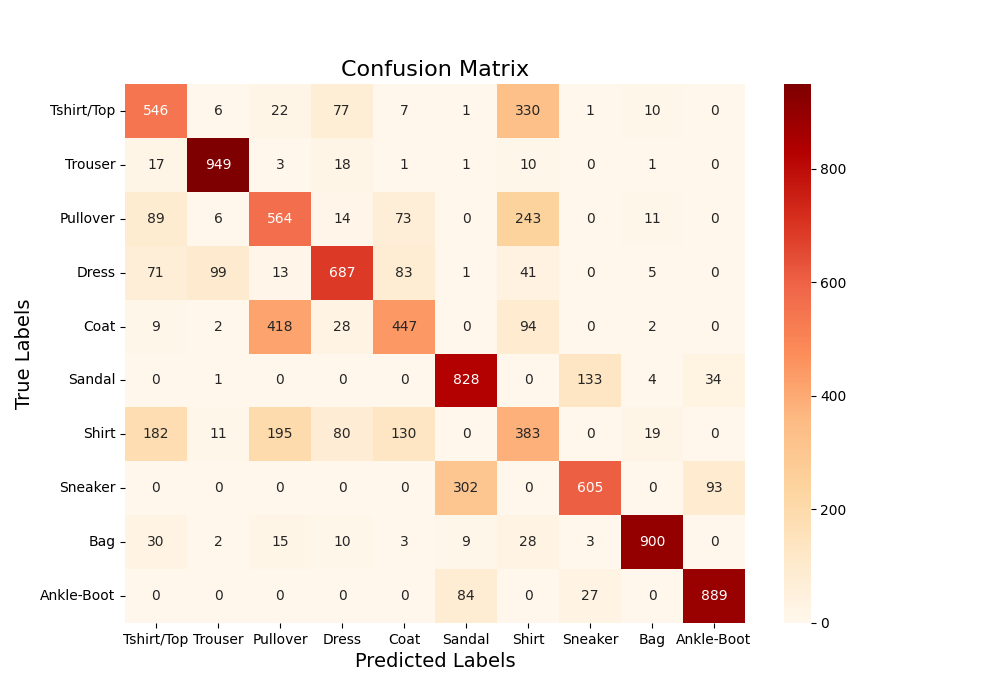 Confusion Matrix
Tshirt/Top 546 6 22 77 7 1 330 1 10 0
Trouser 17 949 3 18 1 1 10 0 1 0
Pullover 89 6 564 14 73 0 243 0 11 0
Dress 71 99 13 687 83 1 41 0 5 0
Coat 9 2 418 28 447 0 94 0 2 0
Sandal 0 1 0 0 0 828 0 133 4 34
Shirt 182 11 195 80 130 0 383 0 19 0
Sneaker 0 0 0 0 0 302 0 605 0 93
Bag 30 2 15 10 3 9 28 3 900 0
Ankle-Boot 0 0 0 0 0 84 0 27 0 889
Tshirt/Top Trouser Pullover Dress Coat Sandal Shirt Sneaker Bag Ankle-Boot
Predicted Labels
True Labels
800
600
400
200
0